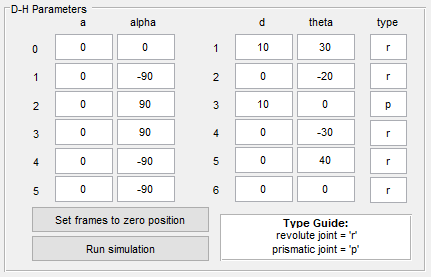 D-H Parameters
a alpha d theta type
0 0 0 1 10 30 r
1 0 -90 2 0 -20 r
2 0 90 3 10 0 p
3 0 90 4 0 -30 r
4 0 -90 5 0 40 r
5 0 -90 6 0 0 r
Set frames to zero position
Run simulation
Type Guide:
revolute joint = 'r'
prismatic joint = 'p'